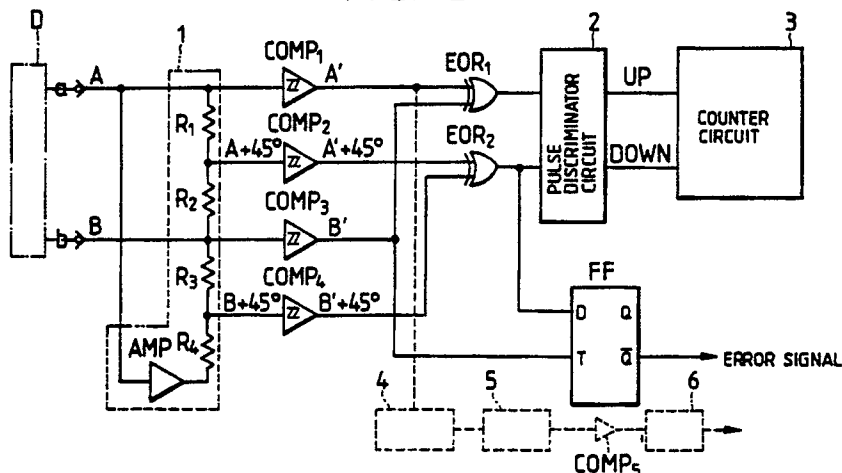 D
1
2
3
A
COMP₁
A'
EOR₁
UP
COUNTER
CIRCUIT
PULSE
DISCRIMINATOR
CIRCUIT
R₁
COMP₂
A+45°
A'+45°
EOR₂
DOWN
R₂
COMP₃
B
B'
R₃
COMP₄
B+45°
B'+45°
FF
D Q
T Q̅
ERROR SIGNAL
AMP
R₄
4
5
6
COMP₅